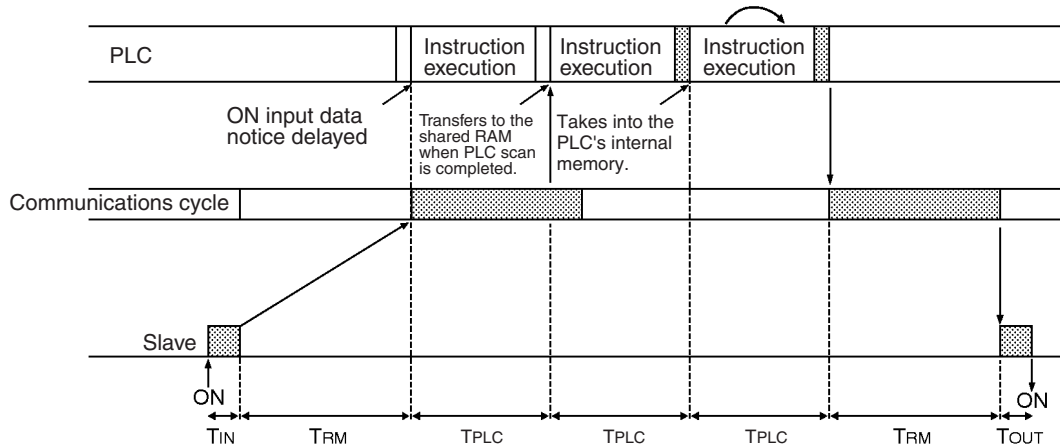 PLC
Instruction
execution
Instruction
execution
Instruction
execution
ON input data
notice delayed
Transfers to the
shared RAM
when PLC scan
is completed.
Takes into the
PLC's internal
memory.
Communications cycle
Slave
ON
ON
TIN
TRM
TPLC
TPLC
TPLC
TRM
TOUT